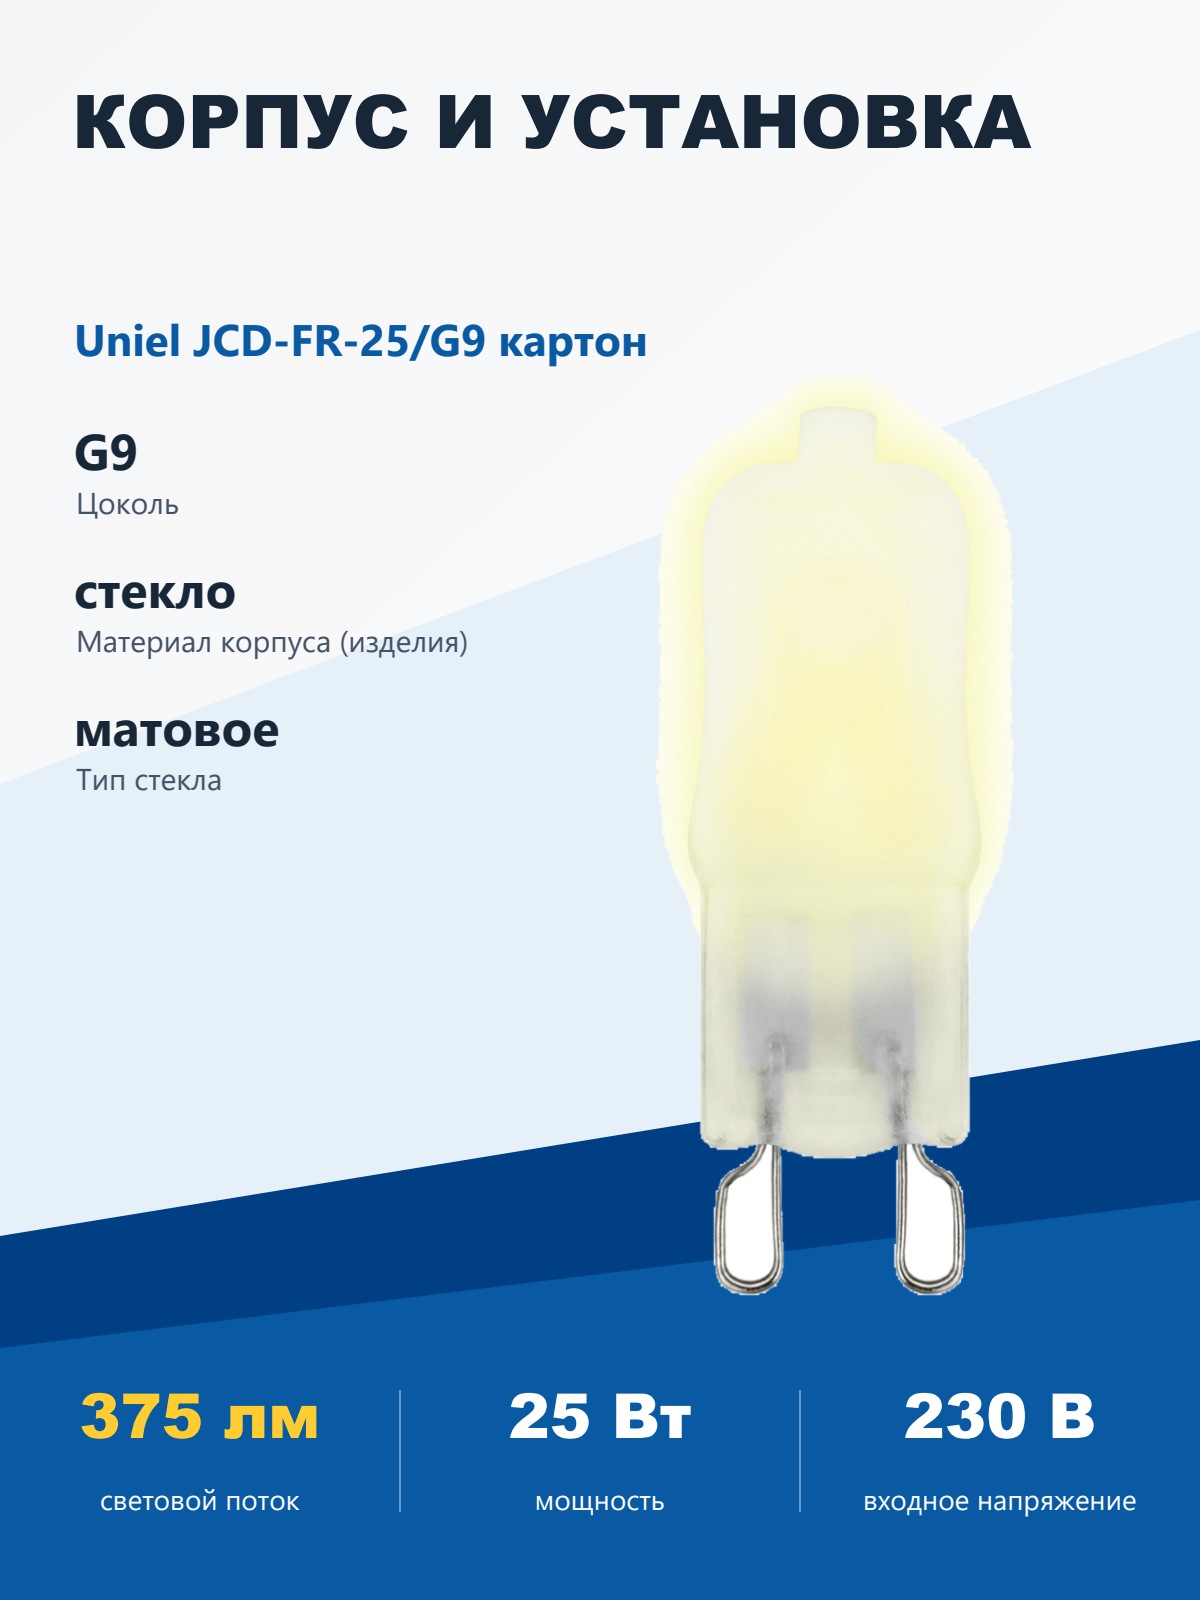 КОРПУС И УСТАНОВКА
Uniel JCD-FR-25/G9 картон
G9
Цоколь
стекло
Материал корпуса (изделия)
матовое
Тип стекла
375 лм
световой поток
25 Вт
мощность
230 В
входное напряжение